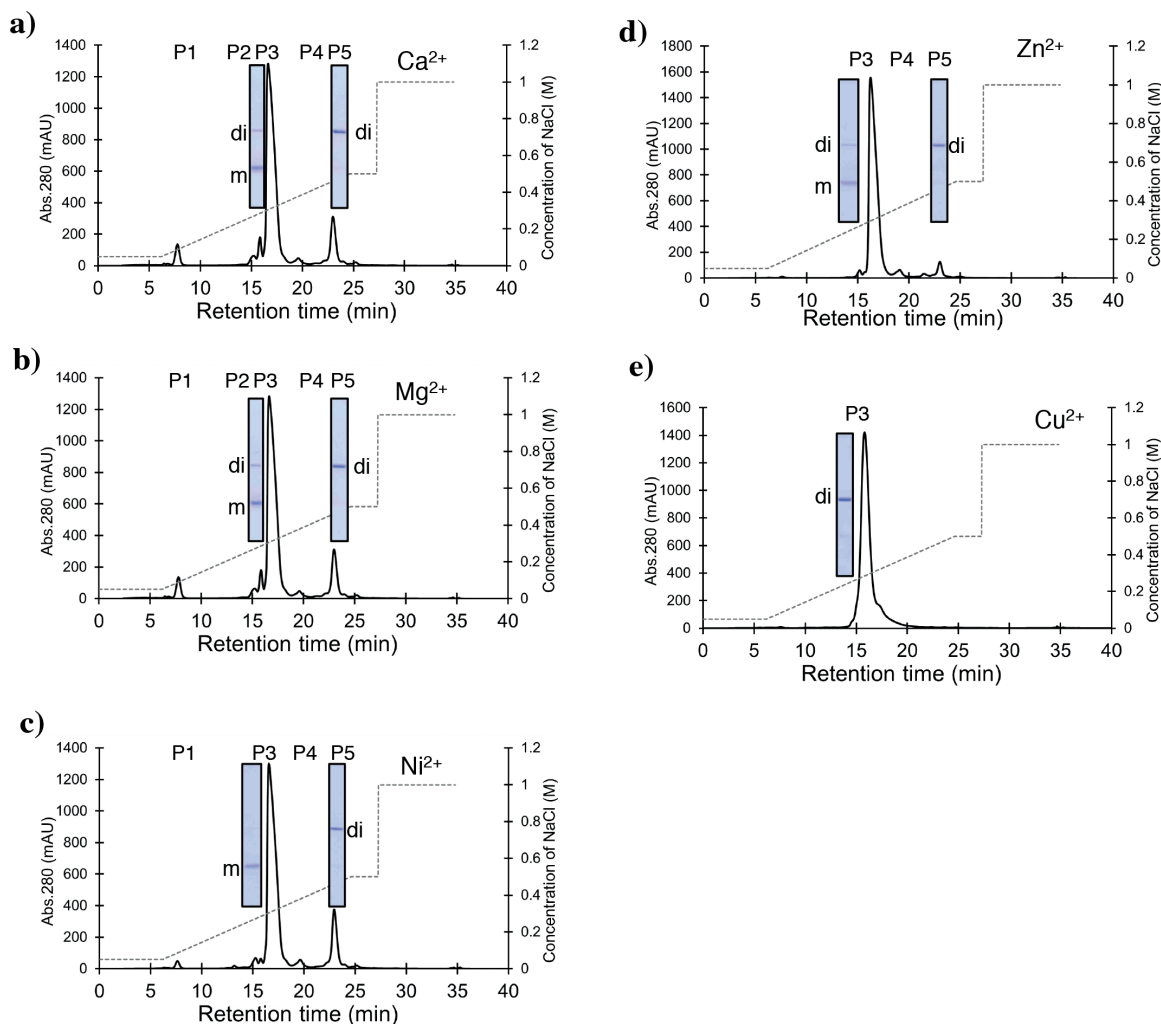 a)
P1 P2 P3 P4 P5
Ca²⁺
1400 1200 1000 800 600 400 200 0
Abs.280 (mAU)
di
m
di
1.2 1 0.8 0.6 0.4 0.2 0
Concentration of NaCl (M)
0 5 10 15 20 25 30 35 40
Retention time (min)
b)
P1 P2 P3 P4 P5
Mg²⁺
1400 1200 1000 800 600 400 200 0
Abs.280 (mAU)
di
m
di
1.2 1 0.8 0.6 0.4 0.2 0
Concentration of NaCl (M)
0 5 10 15 20 25 30 35 40
Retention time (min)
c)
P1 P3 P4 P5
Ni²⁺
1400 1200 1000 800 600 400 200 0
Abs.280 (mAU)
m
di
1.2 1 0.8 0.6 0.4 0.2 0
Concentration of NaCl (M)
0 5 10 15 20 25 30 35 40
Retention time (min)
d)
P3 P4 P5
Zn²⁺
1800 1600 1400 1200 1000 800 600 400 200 0
Abs.280 (mAU)
di
m
di
1.2 1 0.8 0.6 0.4 0.2 0
Concentration of NaCl (M)
0 5 10 15 20 25 30 35 40
Retention time (min)
e)
P3
Cu²⁺
1600 1400 1200 1000 800 600 400 200 0
Abs.280 (mAU)
di
1.2 1 0.8 0.6 0.4 0.2 0
Concentration of NaCl (M)
0 5 10 15 20 25 30 35 40
Retention time (min)